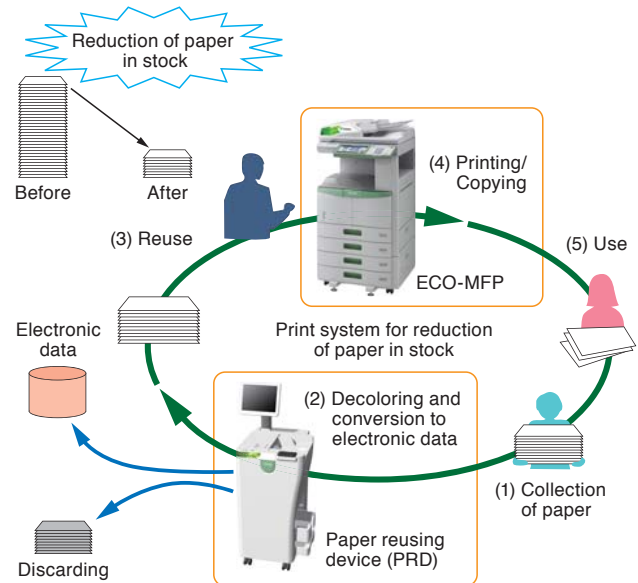 Reduction of paper
in stock
Before
After
(3) Reuse
(4) Printing/
Copying
ECO-MFP
(5) Use
Electronic
data
Print system for reduction
of paper in stock
(2) Decoloring and
conversion to
electronic data
(1) Collection
of paper
Paper reusing
device (PRD)
Discarding